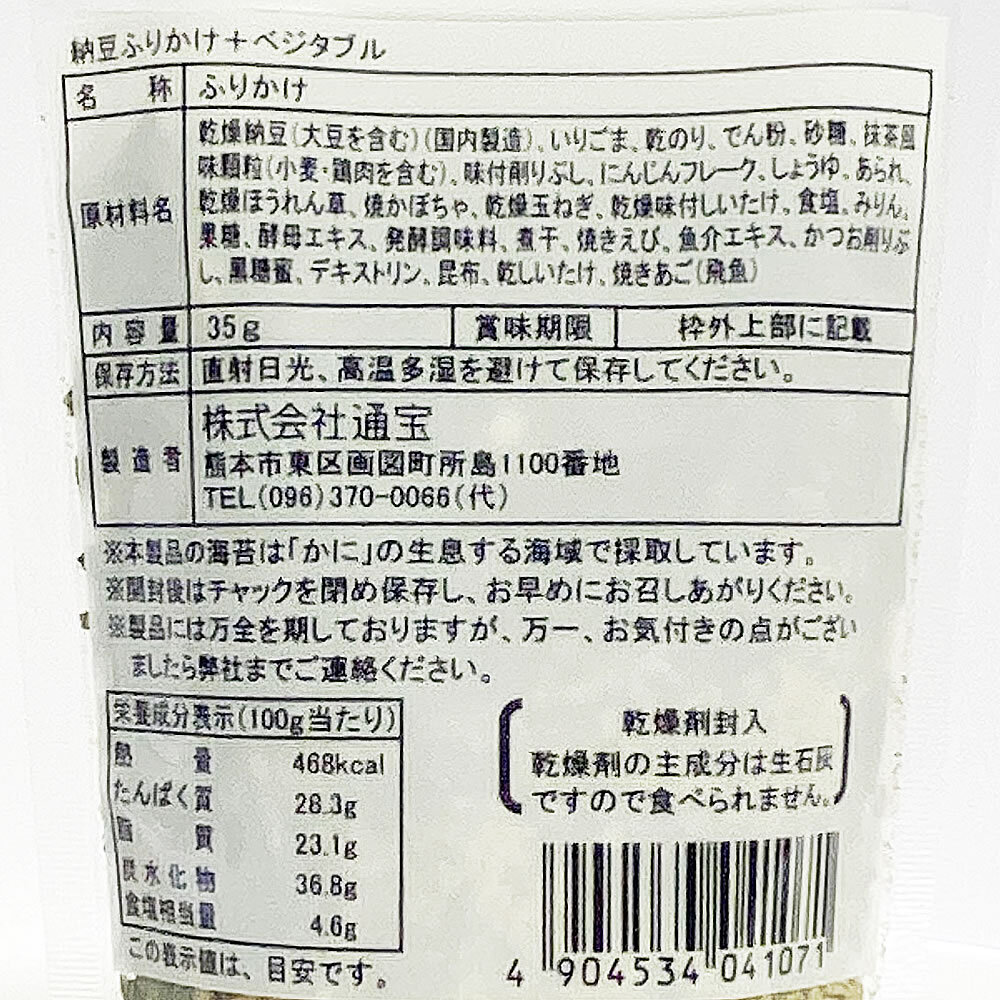 納豆ふりかけ+ベジタブル
名称 ふりかけ
原材料名 乾燥納豆(大豆を含む)(国内製造)、いりごま、乾のり、でん粉、砂糖、抹茶風
味顆粒(小麦・鶏肉を含む)、味付削りぶし、にんじんフレーク、しょうゆ、あられ、
乾燥ほうれん草、焼かぼちゃ、乾燥玉ねぎ、乾燥味付しいたけ、食塩、みりん、
果糖、酵母エキス、発酵調味料、煮干、焼きえび、魚介エキス、かつお削りぶ
し、黒糖蜜、デキストリン、昆布、乾しいたけ、焼きあご(飛魚)
内容量 35g 賞味期限 枠外上部に記載
保存方法 直射日光、高温多湿を避けて保存してください。
製造者 株式会社通宝
熊本市東区画図町所島1100番地
TEL(096)370-0066(代)
※本製品の海苔は「かに」の生息する海域で採取しています。
※開封後はチャックを閉め保存し、お早めにお召しあがりください。
※製品には万全を期しておりますが、万一、お気付きの点がござい
ましたら弊社までご連絡ください。
栄養成分表示(100g当たり)
熱量 468kcal
たんぱく質 28.3g
脂質 23.1g
炭水化物 36.8g
食塩相当量 4.6g
この表示値は、目安です。
乾燥剤封入
乾燥剤の主成分は生石灰
ですので食べられません。
4 904534 041071